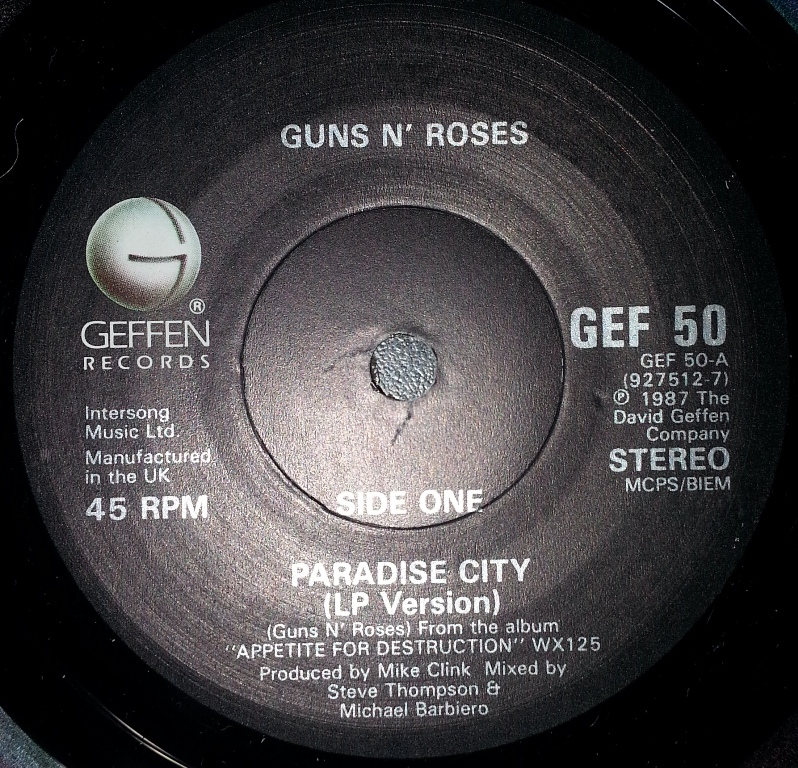 GUNS N' ROSES
®
GEFFEN
RECORDS
Intersong
Music Ltd.
Manufactured
in the UK
45 RPM
GEF 50
GEF 50-A
(927512-7)
℗ 1987 The
David Geffen
Company
STEREO
MCPS/BIEM
SIDE ONE
PARADISE CITY
(LP Version)
(Guns N' Roses) From the album
"APPETITE FOR DESTRUCTION" WX125
Produced by Mike Clink Mixed by
Steve Thompson &
Michael Barbiero